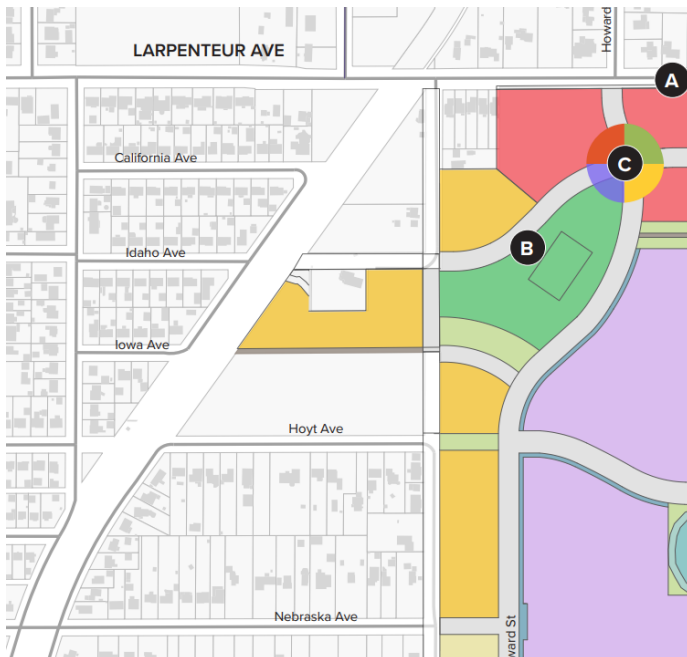 Howard
LARPENTEUR AVE
A
California Ave
C
B
Idaho Ave
Iowa Ave
Hoyt Ave
Nebraska Ave
ward St